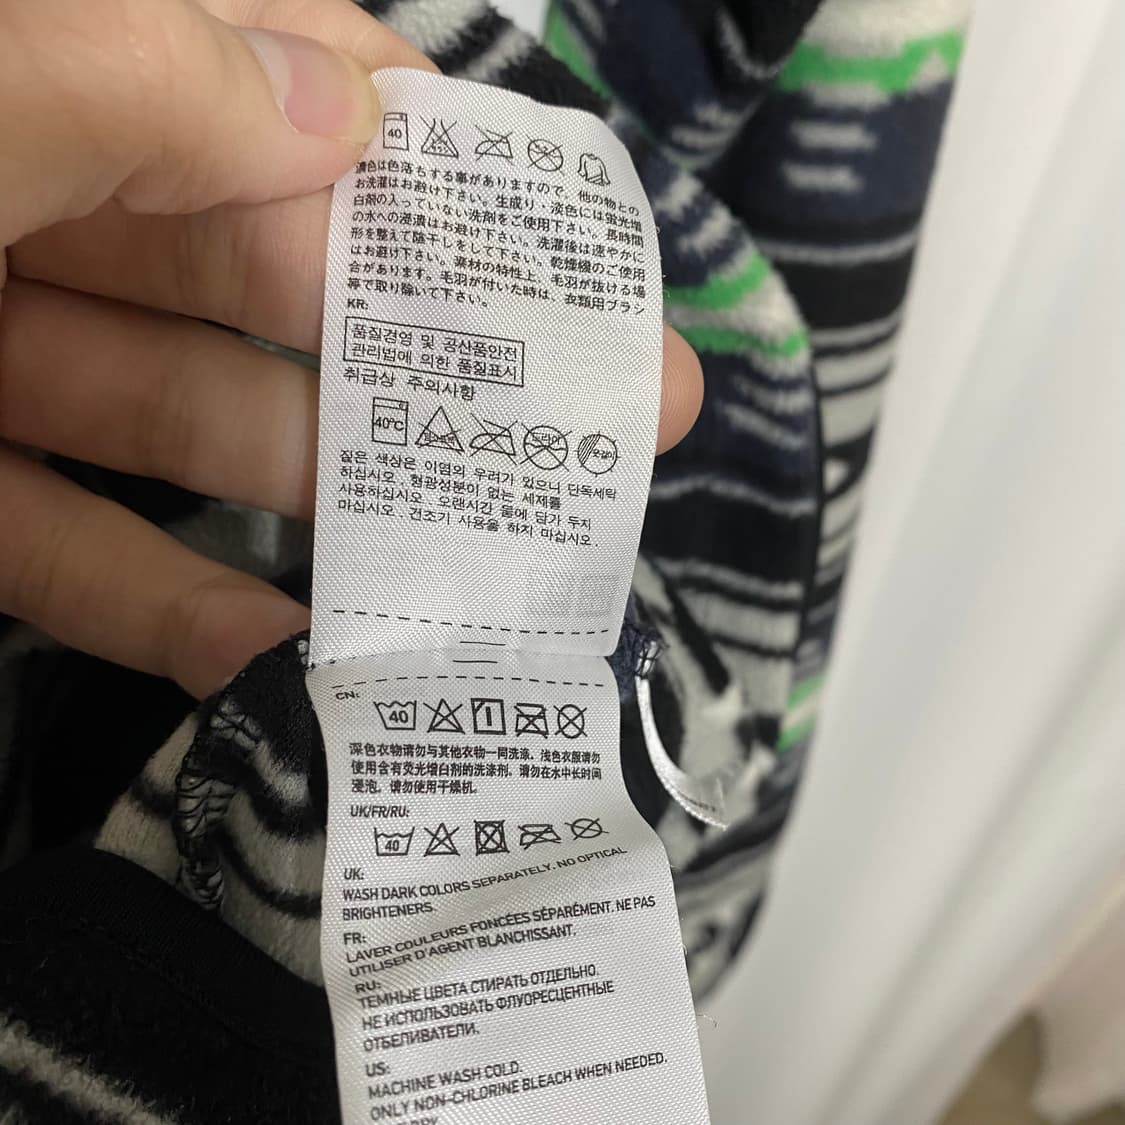 40
濃色は色落ちする事がありますので、他の物との
お洗濯はお避け下さい。生成り・淡色には蛍光増
白剤の入っていない洗剤をご使用下さい。長時間
の水への浸漬はお避け下さい。洗濯後は速やかに
形を整えて陰干しをして下さい。乾燥機のご使用
はお避け下さい。素材の特性上、毛羽が抜ける場
合があります。毛羽が付いた時は、衣類用ブラシ
等で取り除いて下さい。
KR:
품질경영 및 공산품안전
관리법에 의한 품질표시
취급상 주의사항
40℃ 드라이 옷걸이
짙은 색상은 이염의 우려가 있으니 단독세탁
하십시오. 형광성분이 없는 세제를
사용하십시오. 오랜시간 물에 담가 두지
마십시오. 건조기 사용을 하지 마십시오.
CN:
40
深色衣物请勿与其他衣物一同洗涤。浅色衣服请勿
使用含有荧光增白剂的洗涤剂。请勿在水中长时间
浸泡。请勿使用干燥机。
UK/FR/RU:
40
UK:
WASH DARK COLORS SEPARATELY. NO OPTICAL
BRIGHTENERS.
FR:
LAVER COULEURS FONCÉES SÉPARÉMENT. NE PAS
UTILISER D'AGENT BLANCHISSANT.
RU:
ТЕМНЫЕ ЦВЕТА СТИРАТЬ ОТДЕЛЬНО.
НЕ ИСПОЛЬЗОВАТЬ ФЛУОРЕСЦЕНТНЫЕ
ОТБЕЛИВАТЕЛИ.
US:
MACHINE WASH COLD.
ONLY NON-CHLORINE BLEACH WHEN NEEDED.